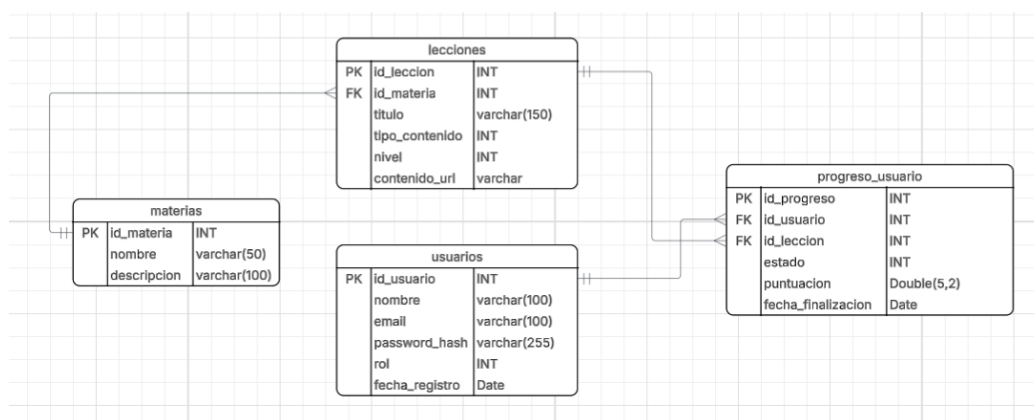 lecciones
PK id_leccion INT
FK id_materia INT
titulo varchar(150)
tipo_contenido INT
nivel INT
contenido_url varchar
materias
PK id_materia INT
nombre varchar(50)
descripcion varchar(100)
usuarios
PK id_usuario INT
nombre varchar(100)
email varchar(100)
password_hash varchar(255)
rol INT
fecha_registro Date
progreso_usuario
PK id_progreso INT
FK id_usuario INT
FK id_leccion INT
estado INT
puntuacion Double(5,2)
fecha_finalizacion Date